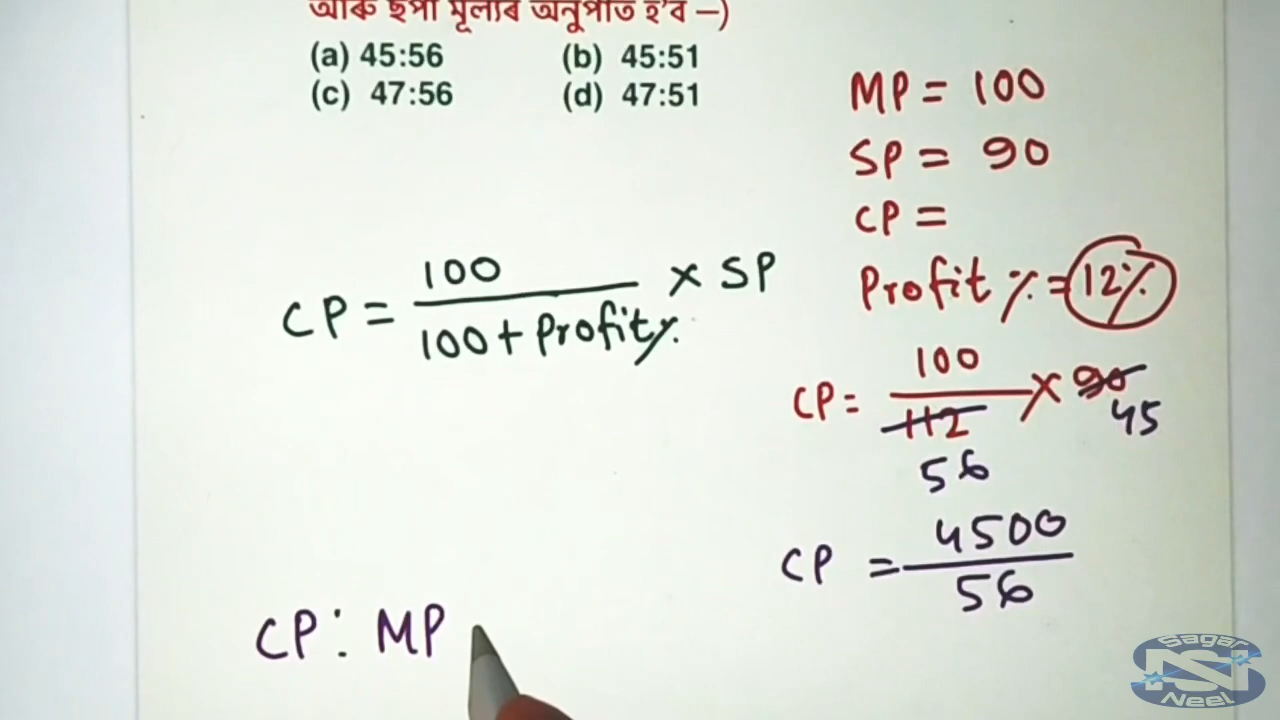 আৰু ছপা মূল্যৰ অনুপাত হ'ব –)
(a) 45:56 (b) 45:51
(c) 47:56 (d) 47:51
MP = 100
SP = 90
CP =
Profit % = 12%
CP = 100 / 100 + Profit% × SP
CP = 100 / 112 × 90
56 45
CP = 4500 / 56
CP : MP
Sagar
NS
Neel